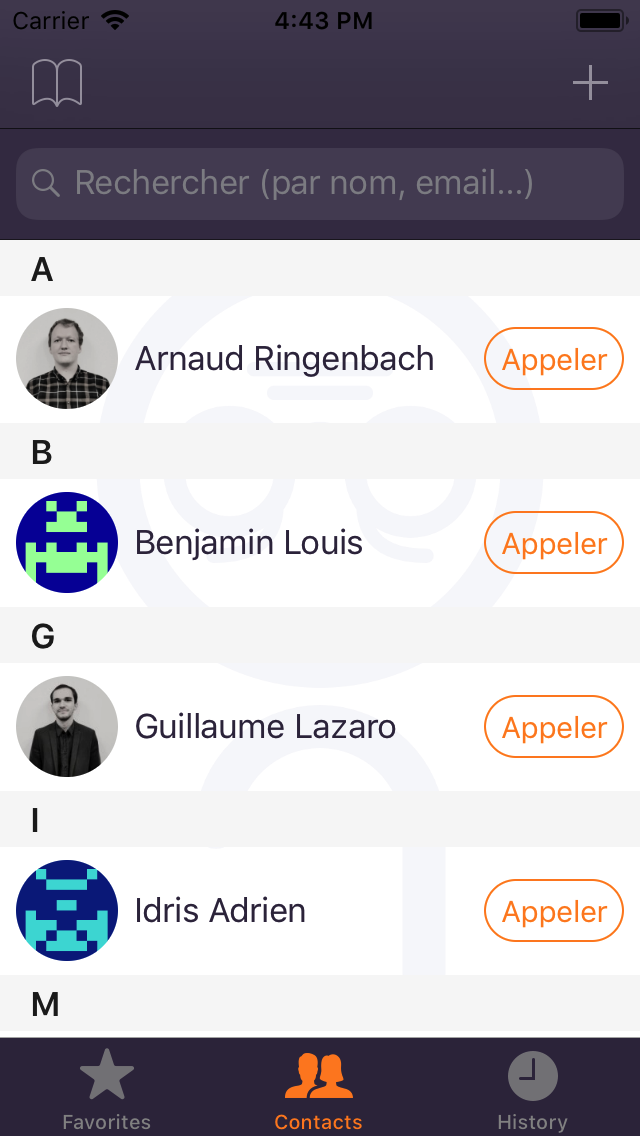 Carrier 4:43 PM
Rechercher (par nom, email...)
A
Arnaud Ringenbach Appeler
B
Benjamin Louis Appeler
G
Guillaume Lazaro Appeler
I
Idris Adrien Appeler
M
Favorites Contacts History